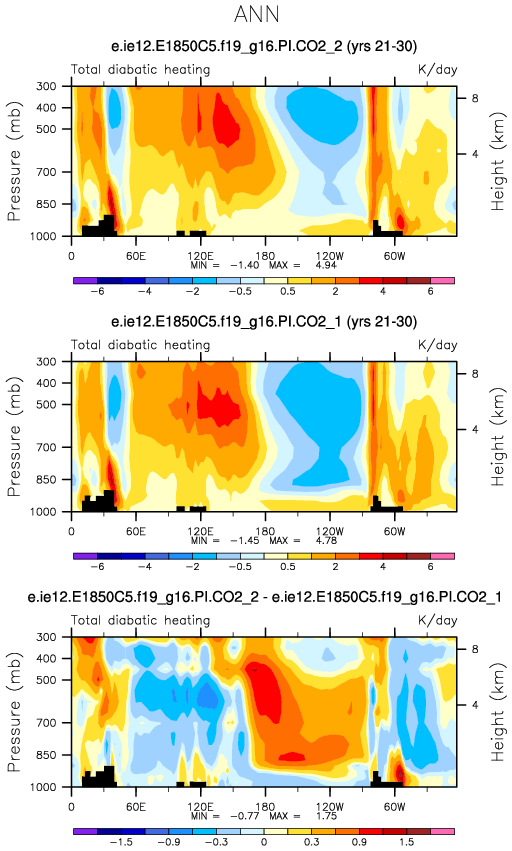 ANN
e.ie12.E1850C5.f19_g16.PI.CO2_2 (yrs 21-30)
Total diabatic heating K/day
300
500
700
850
1000
Pressure (mb)
8
4
Height (km)
0 60E 120E 180 120W 60W
MIN = -1.40 MAX = 4.94
-6 -4 -2 -0.5 0.5 2 4 6
e.ie12.E1850C5.f19_g16.PI.CO2_1 (yrs 21-30)
Total diabatic heating K/day
300
500
700
850
1000
Pressure (mb)
8
4
Height (km)
0 60E 120E 180 120W 60W
MIN = -1.45 MAX = 4.78
-6 -4 -2 -0.5 0.5 2 4 6
e.ie12.E1850C5.f19_g16.PI.CO2_2 - e.ie12.E1850C5.f19_g16.PI.CO2_1
Total diabatic heating K/day
300
500
700
850
1000
Pressure (mb)
8
4
Height (km)
0 60E 120E 180 120W 60W
MIN = -0.77 MAX = 1.75
-1.5 -0.9 -0.3 0 0.3 0.9 1.5